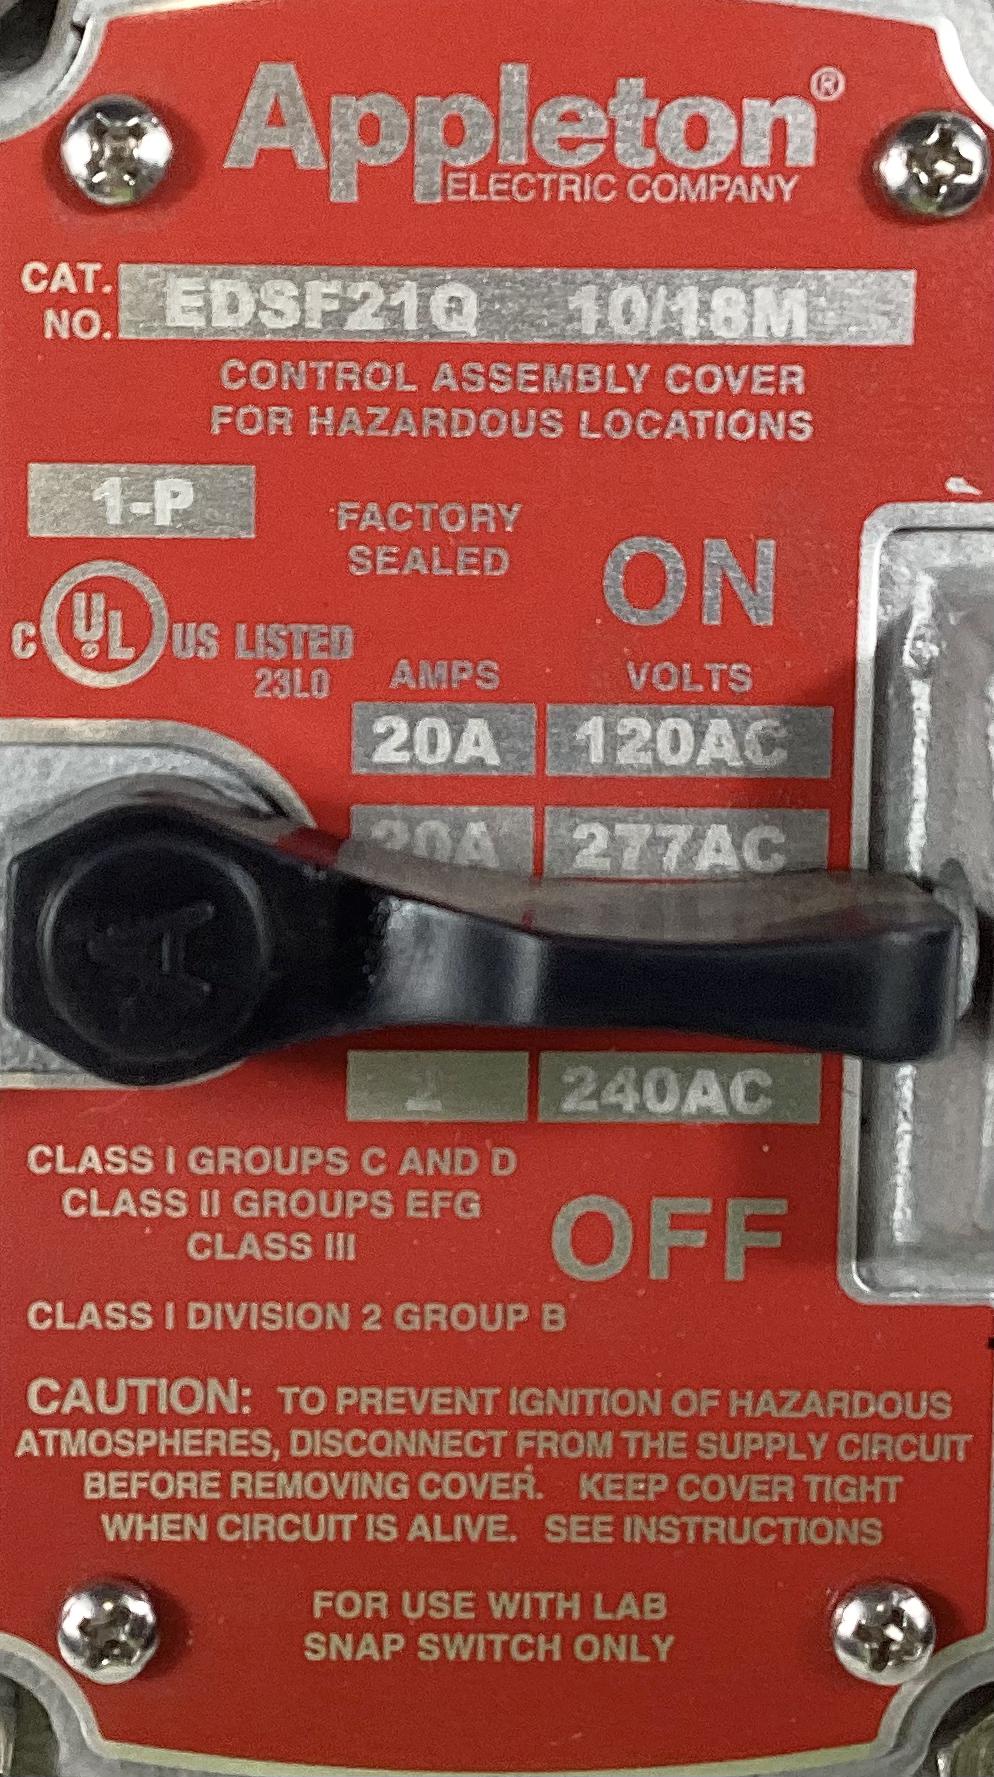 Appleton®
ELECTRIC COMPANY
CAT. NO. EDSF21Q 10/18M
CONTROL ASSEMBLY COVER
FOR HAZARDOUS LOCATIONS
1-P
FACTORY
SEALED
ON
C UL US LISTED
23L0
AMPS VOLTS
20A 120AC
20A 277AC
2 240AC
CLASS I GROUPS C AND D
CLASS II GROUPS EFG
CLASS III
OFF
CLASS I DIVISION 2 GROUP B
CAUTION: TO PREVENT IGNITION OF HAZARDOUS
ATMOSPHERES, DISCONNECT FROM THE SUPPLY CIRCUIT
BEFORE REMOVING COVER. KEEP COVER TIGHT
WHEN CIRCUIT IS ALIVE. SEE INSTRUCTIONS
FOR USE WITH LAB
SNAP SWITCH ONLY